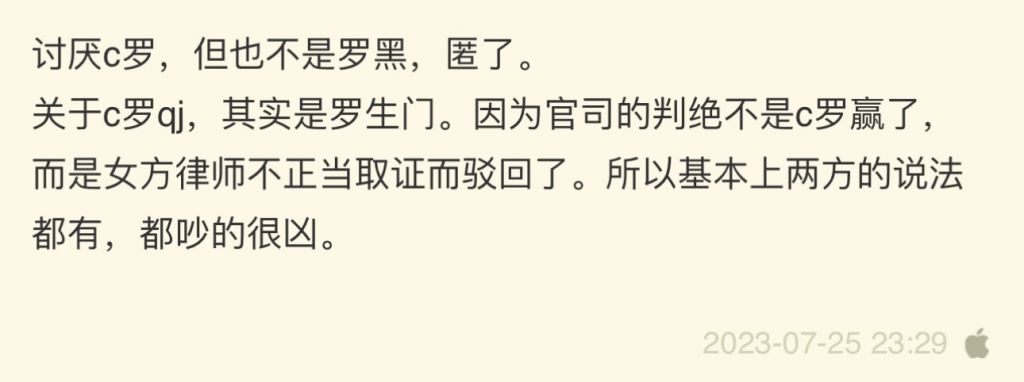 讨厌c罗，但也不是罗黑，匿了。
关于c罗qj，其实是罗生门。因为官司的判绝不是c罗赢了，
而是女方律师不正当取证而驳回了。所以基本上两方的说法
都有，都吵的很凶。
2023-07-25 23:29